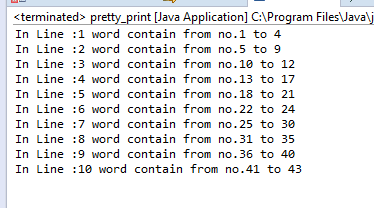 <terminated> pretty_print [Java Application] C:\Program Files\Java\j
In Line :1 word contain from no.1 to 4
In Line :2 word contain from no.5 to 9
In Line :3 word contain from no.10 to 12
In Line :4 word contain from no.13 to 17
In Line :5 word contain from no.18 to 21
In Line :6 word contain from no.22 to 24
In Line :7 word contain from no.25 to 30
In Line :8 word contain from no.31 to 35
In Line :9 word contain from no.36 to 40
In Line :10 word contain from no.41 to 43